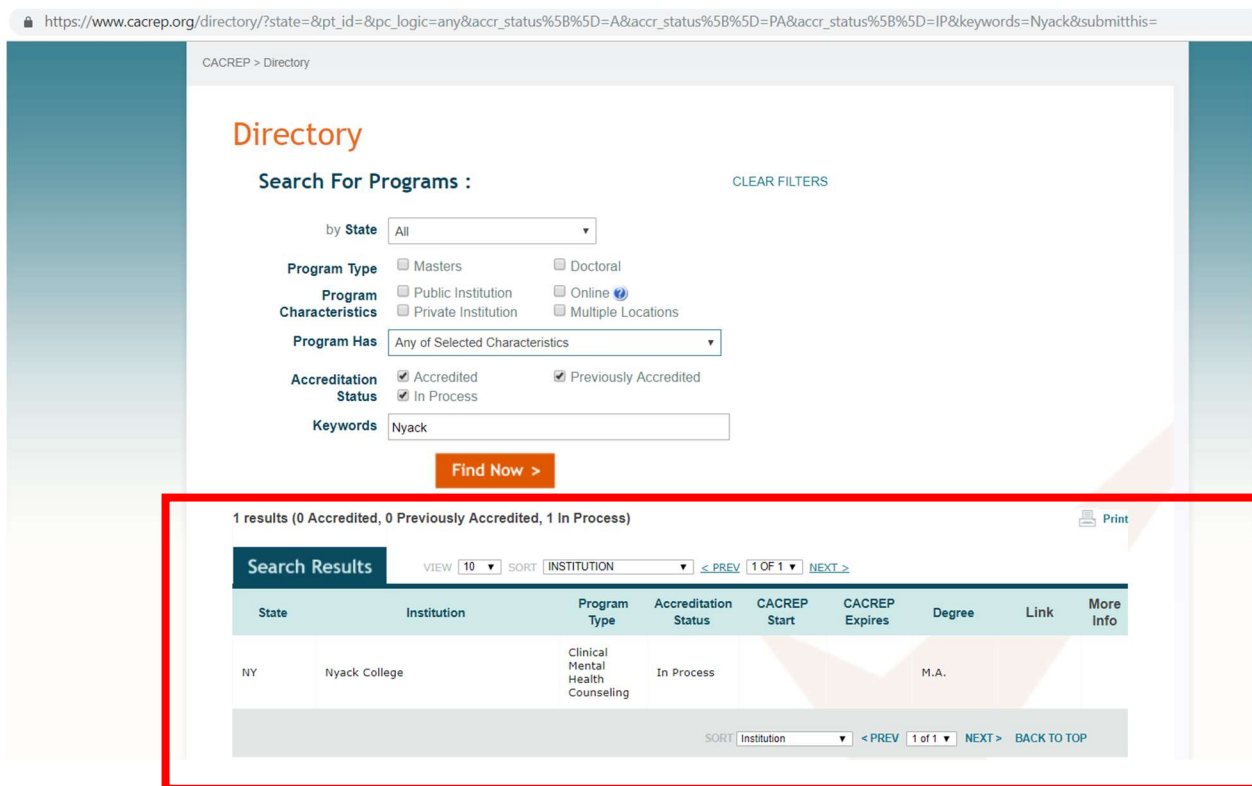 https://www.cacrep.org/directory/?state=&pt_id=&pc_logic=any&accr_status%5B%5D=A&accr_status%5B%5D=PA&accr_status%5B%5D=IP&keywords=Nyack&submitthis=
CACREP > Directory
Directory
Search For Programs :
CLEAR FILTERS
by State All
Program Type Masters Doctoral
Program Characteristics Public Institution Online ?
Private Institution Multiple Locations
Program Has Any of Selected Characteristics
Accreditation Status Accredited Previously Accredited
In Process
Keywords Nyack
Find Now >
1 results (0 Accredited, 0 Previously Accredited, 1 In Process) Print
Search Results VIEW 10 SORT INSTITUTION < PREV 1 OF 1 NEXT >
State Institution Program Type Accreditation Status CACREP Start CACREP Expires Degree Link More Info
NY Nyack College Clinical Mental Health Counseling In Process M.A.
SORT Institution < PREV 1 of 1 NEXT > BACK TO TOP